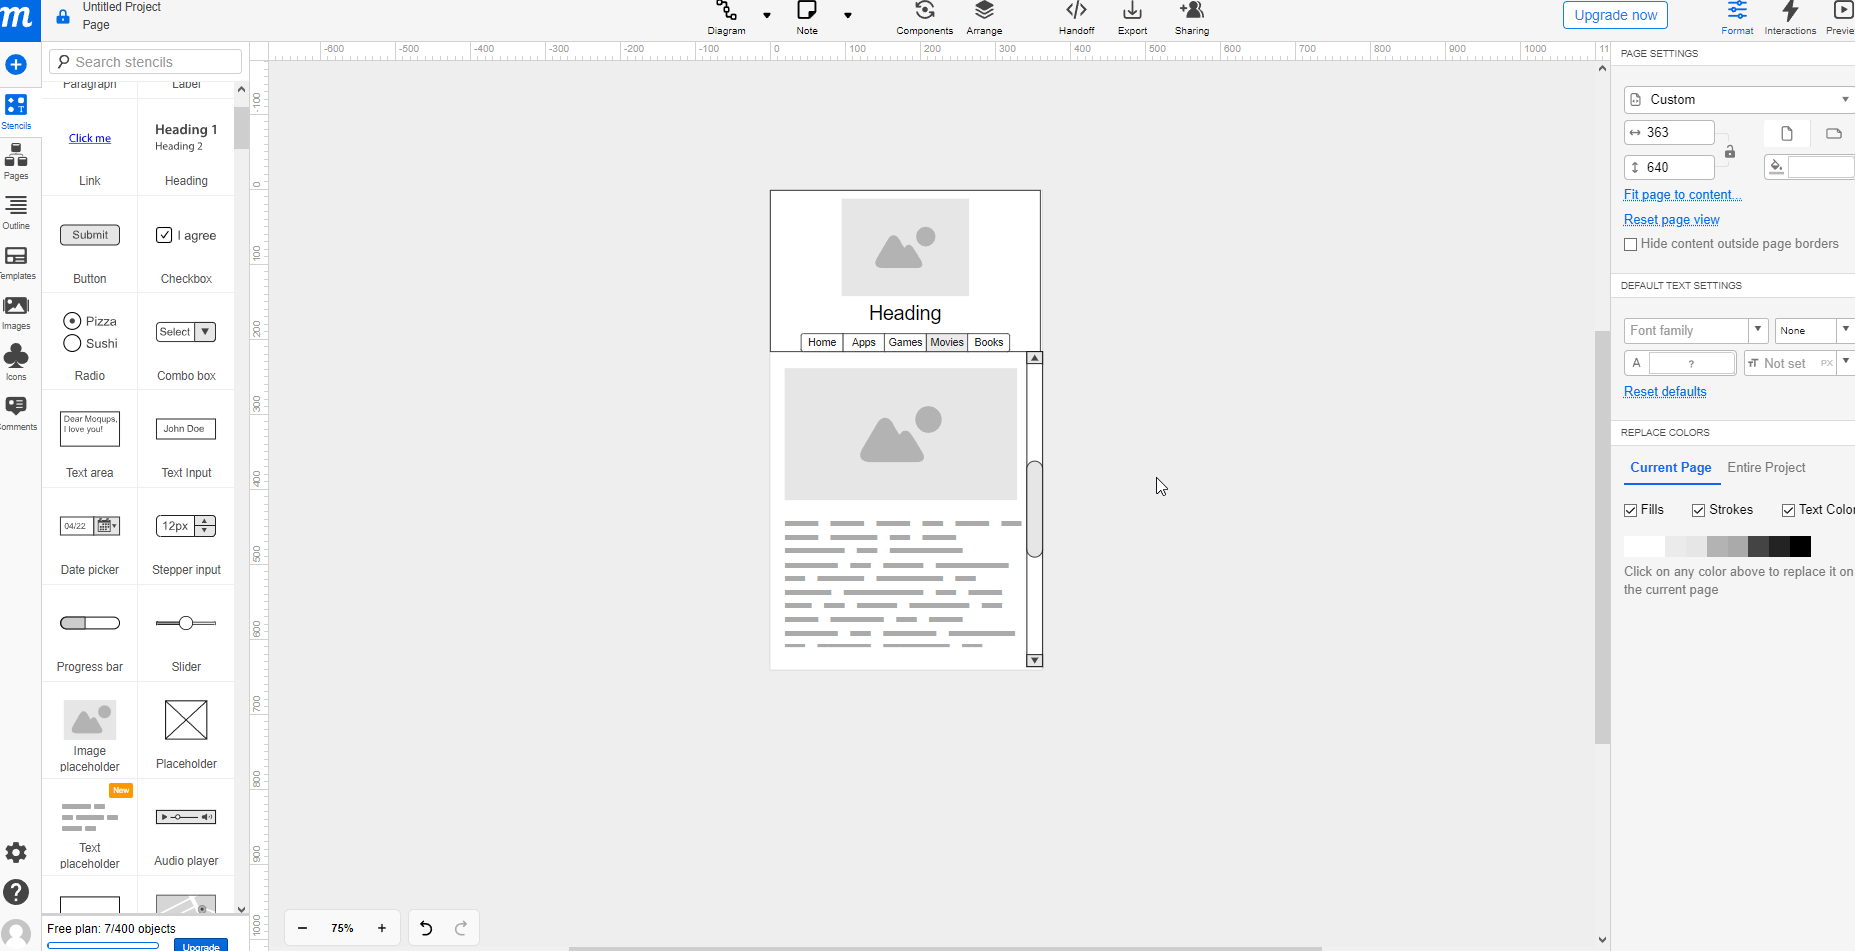 m
Untitled Project
Page
Diagram
Note
Components
Arrange
Handoff
Export
Sharing
Upgrade now
Format
Interactions
Previe
Search stencils
Stencils
Pages
Outline
Templates
Images
Icons
omments
Paragraph
Label
Click me
Heading 1
Heading 2
Link
Heading
Submit
I agree
Button
Checkbox
Pizza
Sushi
Select
Radio
Combo box
Dear Moqups,
I love you!
John Doe
Text area
Text Input
04/22
12px
Date picker
Stepper input
Progress bar
Slider
Image
placeholder
Placeholder
New
Text
placeholder
Audio player
Free plan: 7/400 objects
Upgrade
-600 -500 -400 -300 -200 -100 0 100 200 300 400 500 600 700 800 900 1000 11
-100
0
100
200
300
400
500
600
700
800
900
1000
Heading
Home Apps Games Movies Books
75%
PAGE SETTINGS
Custom
363
640
Fit page to content...
Reset page view
Hide content outside page borders
DEFAULT TEXT SETTINGS
Font family
None
A
?
тT Not set PX
Reset defaults
REPLACE COLORS
Current Page
Entire Project
Fills
Strokes
Text Color
Click on any color above to replace it on
the current page